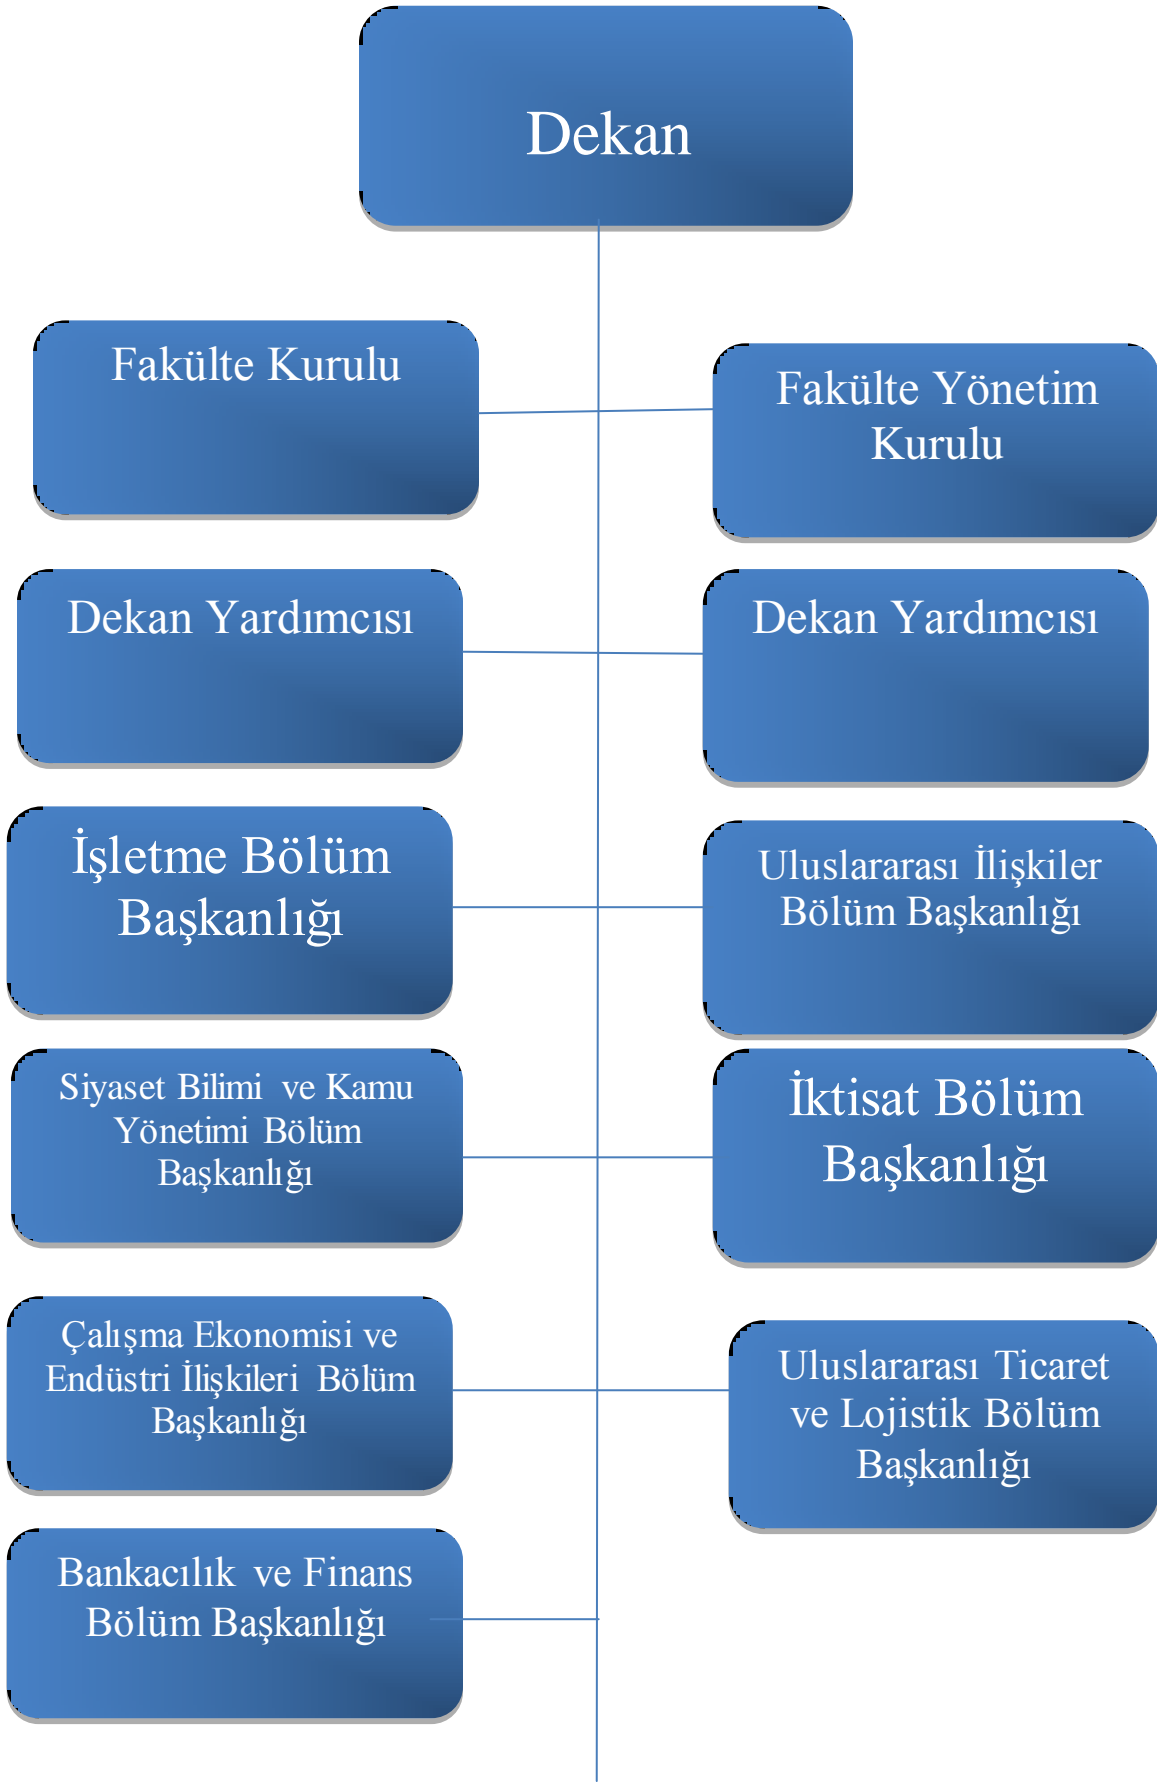 Dekan
Fakülte Kurulu
Fakülte Yönetim
Kurulu
Dekan Yardımcısı
Dekan Yardımcısı
İşletme Bölüm
Başkanlığı
Uluslararası İlişkiler
Bölüm Başkanlığı
Siyaset Bilimi ve Kamu
Yönetimi Bölüm
Başkanlığı
İktisat Bölüm
Başkanlığı
Çalışma Ekonomisi ve
Endüstri İlişkileri Bölüm
Başkanlığı
Uluslararası Ticaret
ve Lojistik Bölüm
Başkanlığı
Bankacılık ve Finans
Bölüm Başkanlığı